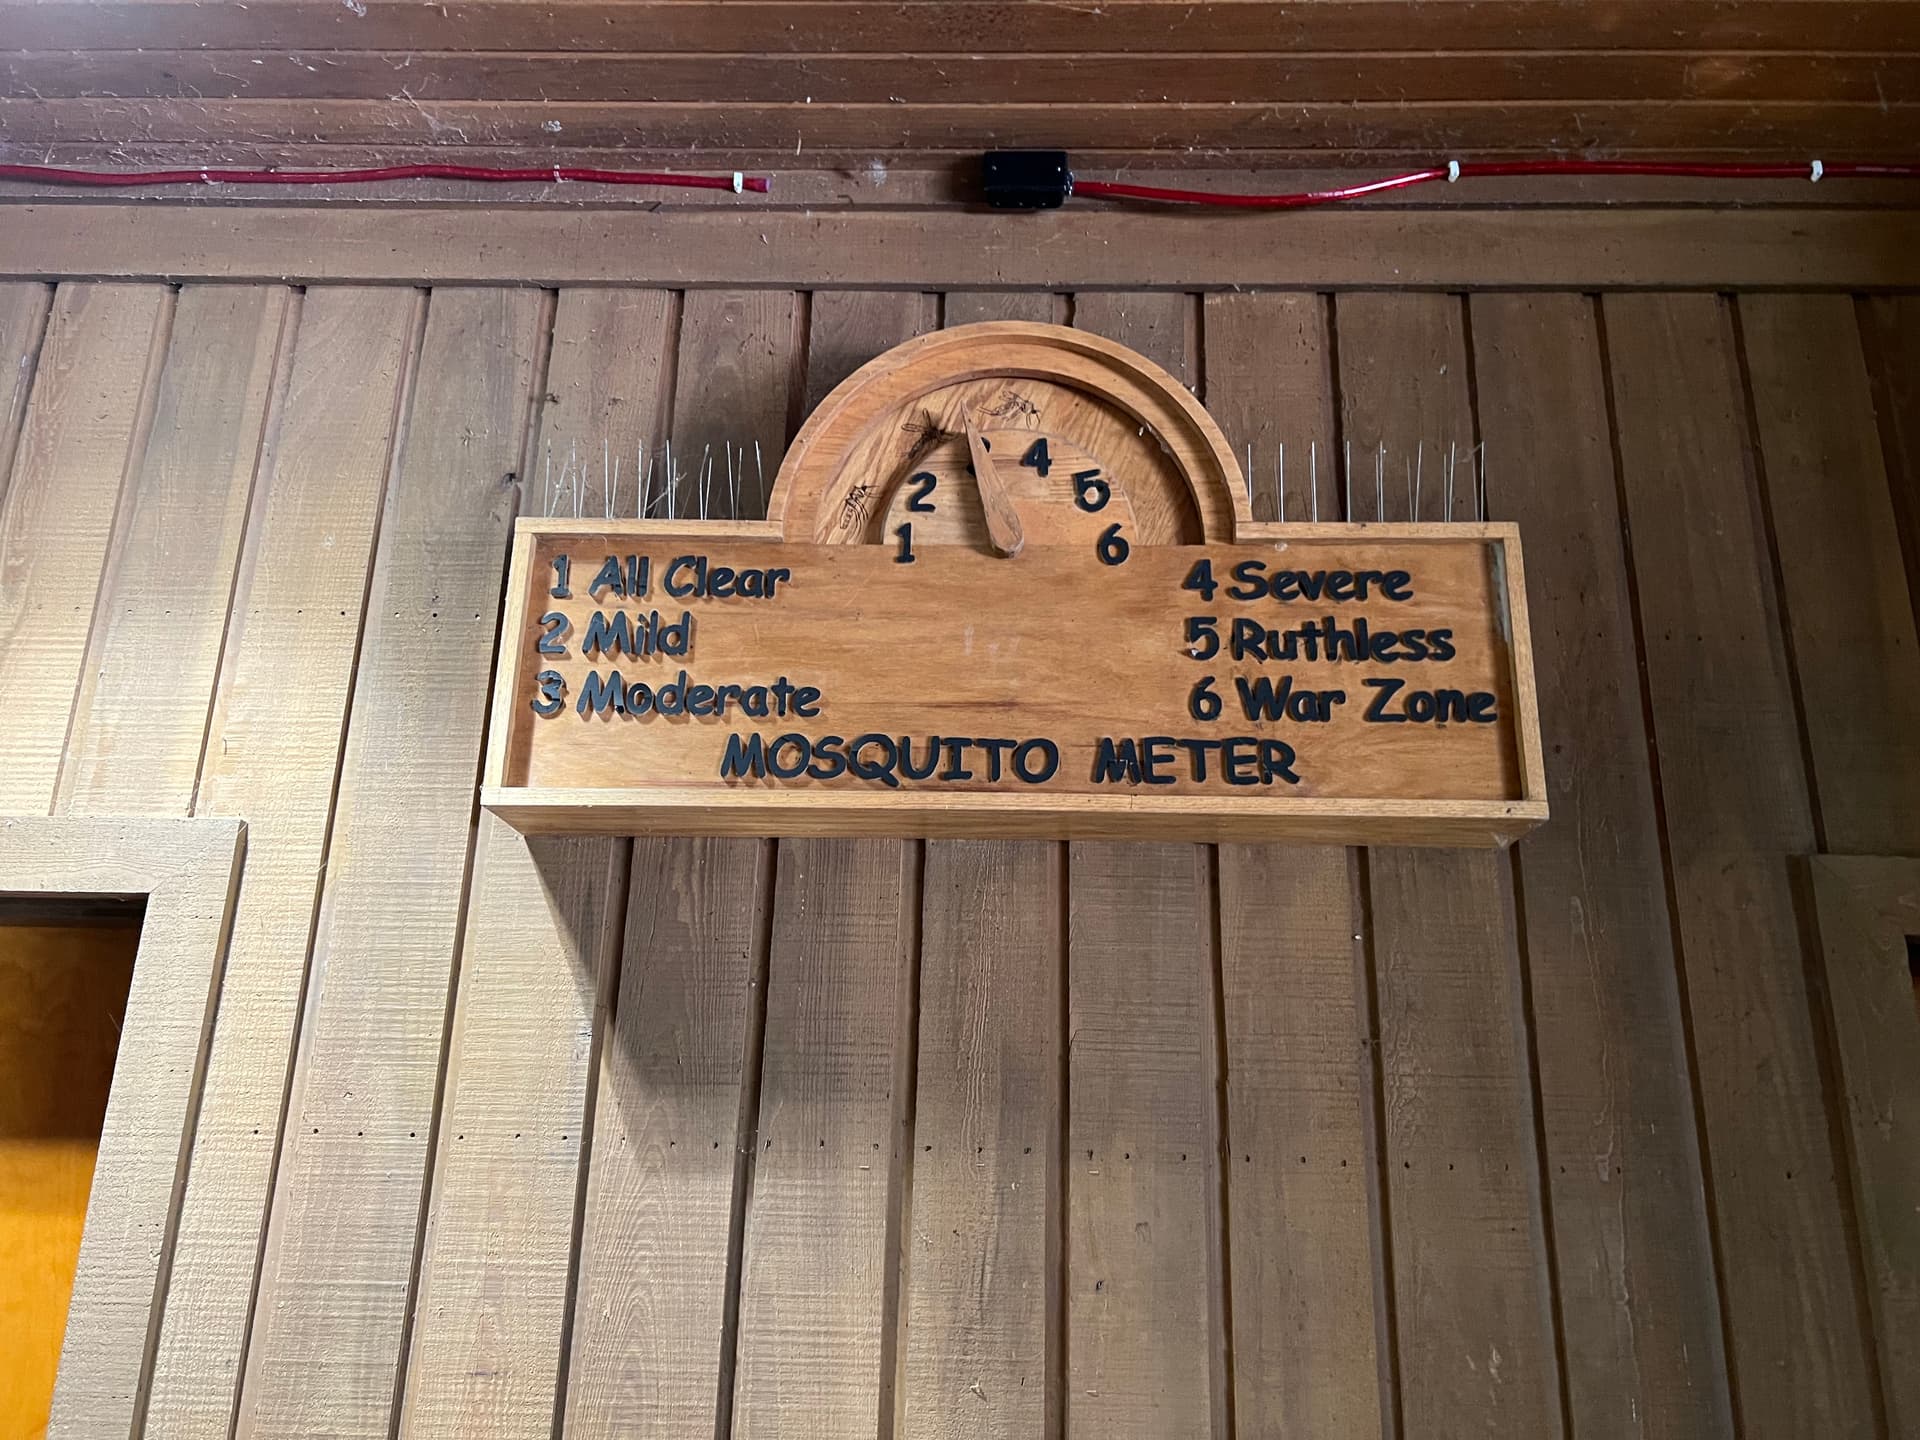 2 3 4 5
1 6
1 All Clear
2 Mild
3 Moderate
4 Severe
5 Ruthless
6 War Zone
MOSQUITO METER